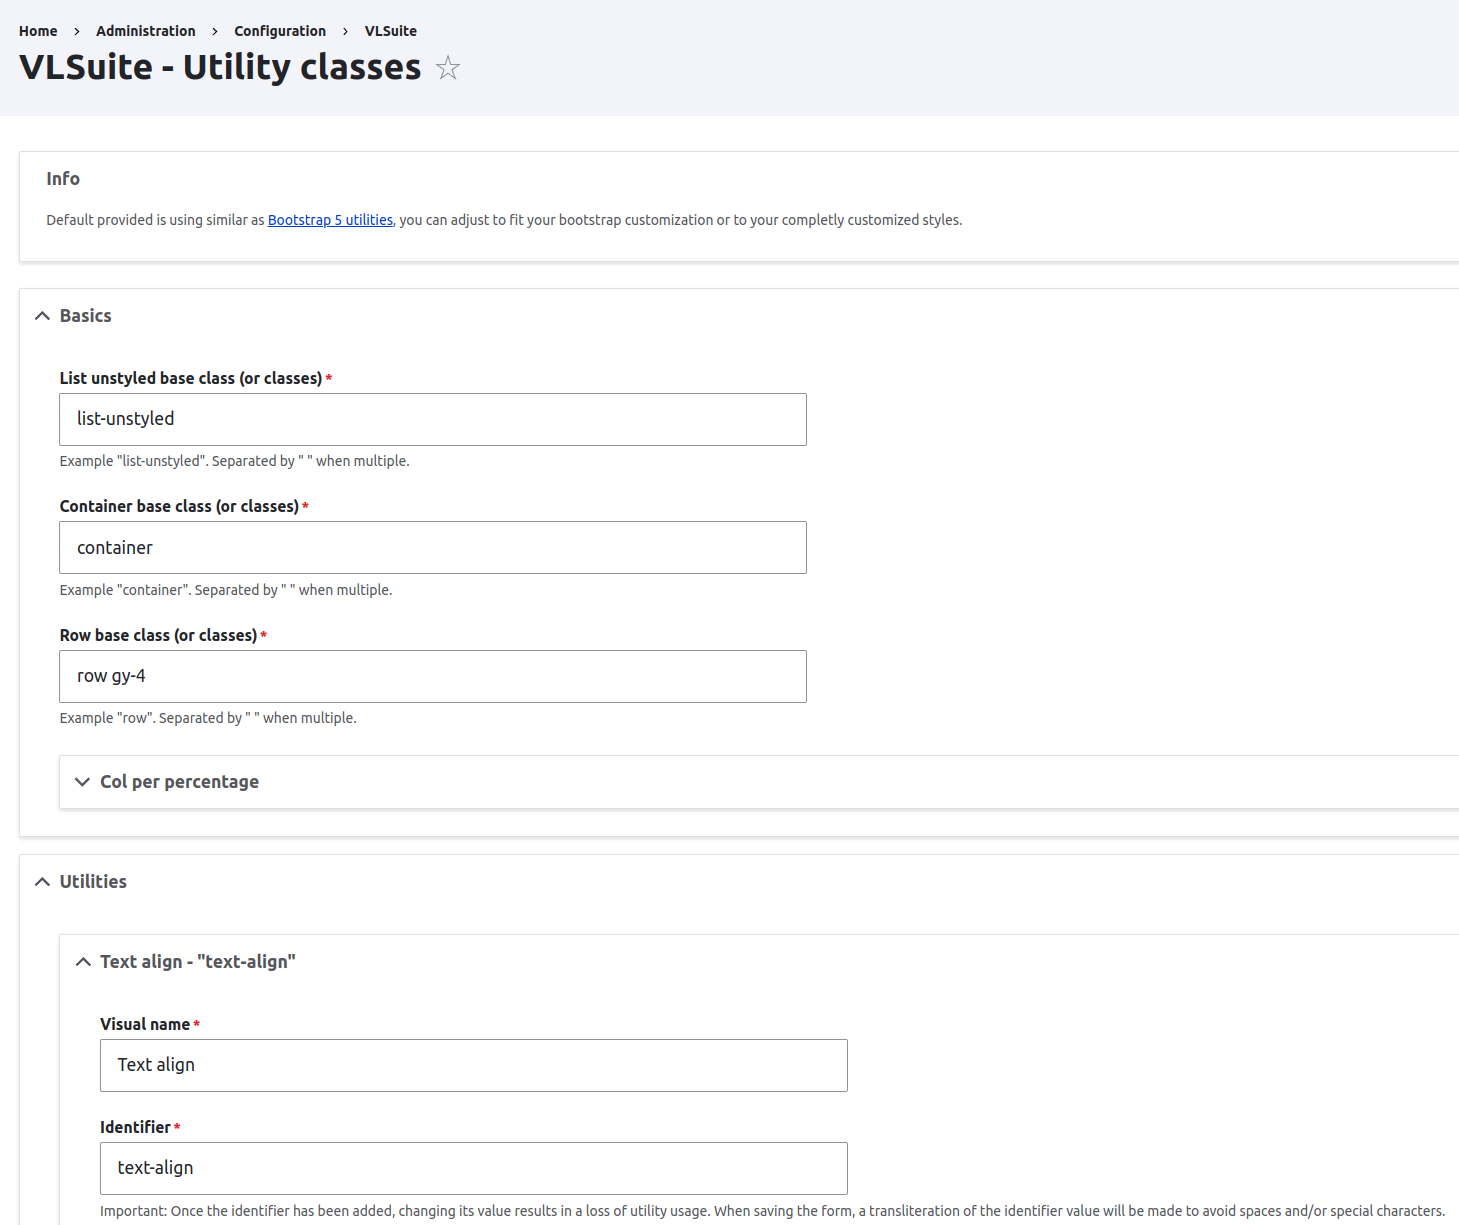 Home > Administration > Configuration > VLSuite
VLSuite - Utility classes
Info
Default provided is using similar as Bootstrap 5 utilities, you can adjust to fit your bootstrap customization or to your completly customized styles.
Basics
List unstyled base class (or classes) *
list-unstyled
Example "list-unstyled". Separated by " " when multiple.
Container base class (or classes) *
container
Example "container". Separated by " " when multiple.
Row base class (or classes) *
row gy-4
Example "row". Separated by " " when multiple.
Col per percentage
Utilities
Text align - "text-align"
Visual name *
Text align
Identifier *
text-align
Important: Once the identifier has been added, changing its value results in a loss of utility usage. When saving the form, a transliteration of the identifier value will be made to avoid spaces and/or special characters.